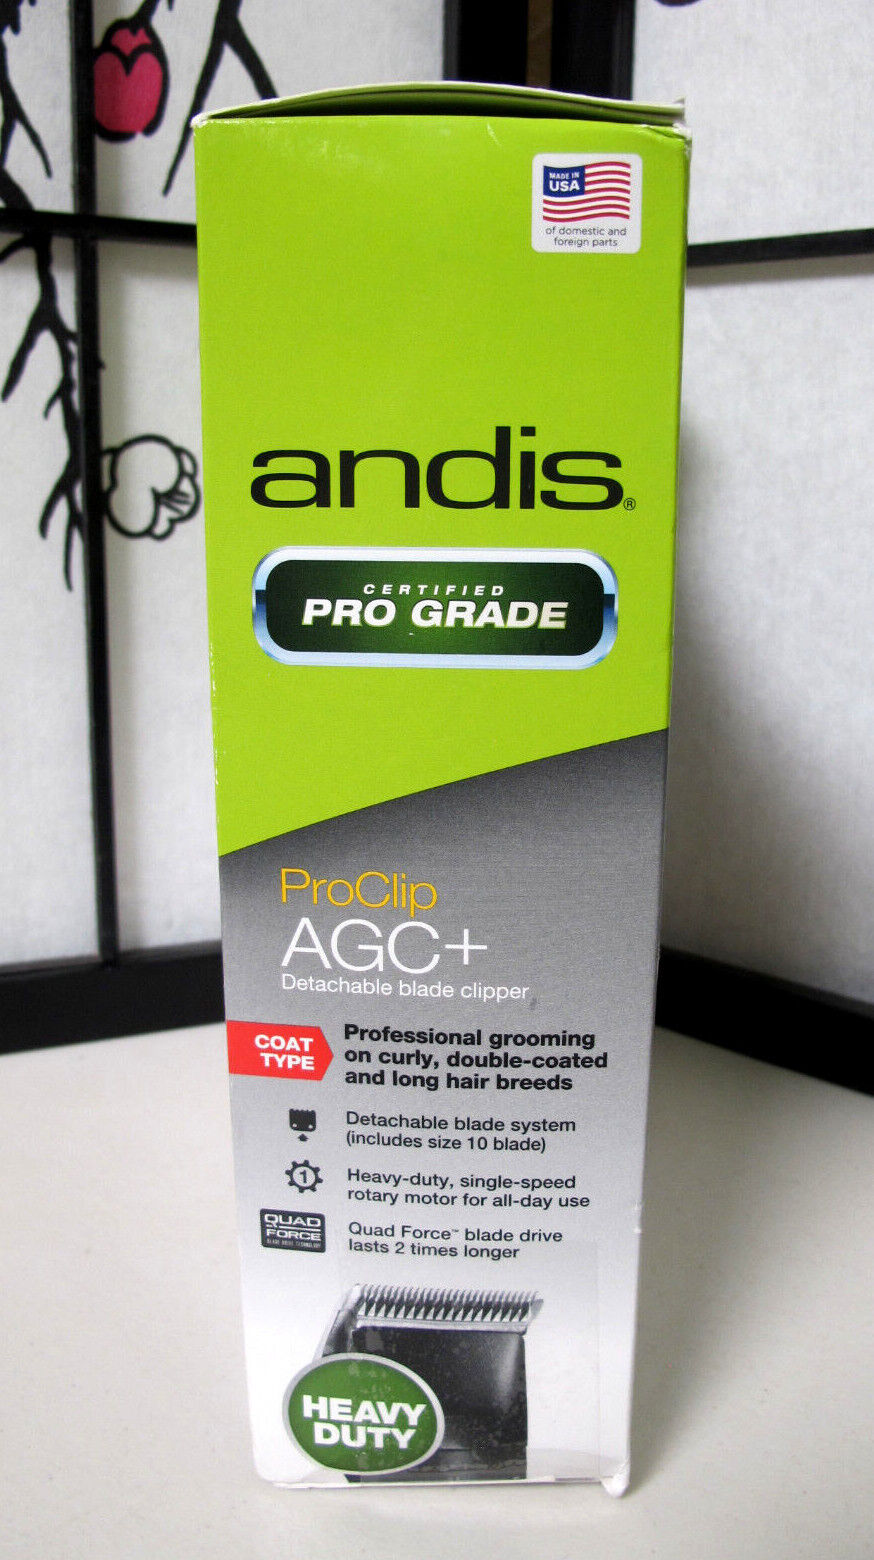 MADE IN
USA
of domestic and
foreign parts
andis®
CERTIFIED
PRO GRADE
ProClip
AGC+
Detachable blade clipper
COAT
TYPE
Professional grooming
on curly, double-coated
and long hair breeds
Detachable blade system
(includes size 10 blade)
1
Heavy-duty, single-speed
rotary motor for all-day use
QUAD
FORCE
Quad Force™ blade drive
lasts 2 times longer
HEAVY
DUTY